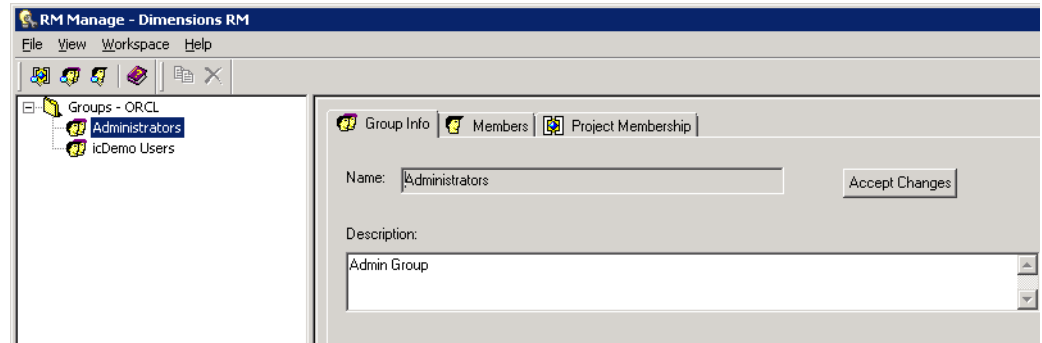 RM Manage - Dimensions RM
File View Workspace Help
Groups - ORCL
Administrators
icDemo Users
Group Info Members Project Membership
Name: Administrators Accept Changes
Description:
Admin Group